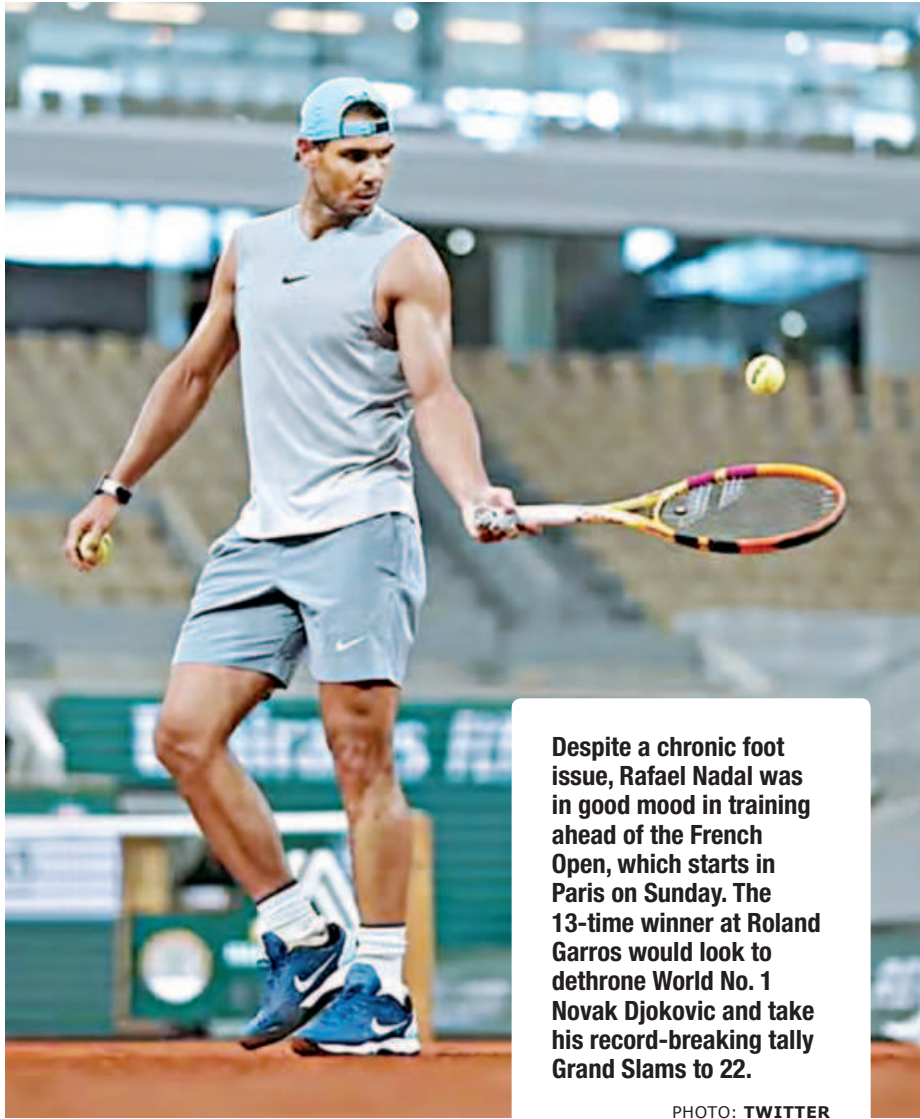 Despite a chronic foot
issue, Rafael Nadal was
in good mood in training
ahead of the French
Open, which starts in
Paris on Sunday. The
13-time winner at Roland
Garros would look to
dethrone World No. 1
Novak Djokovic and take
his record-breaking tally
Grand Slams to 22.
PHOTO: TWITTER